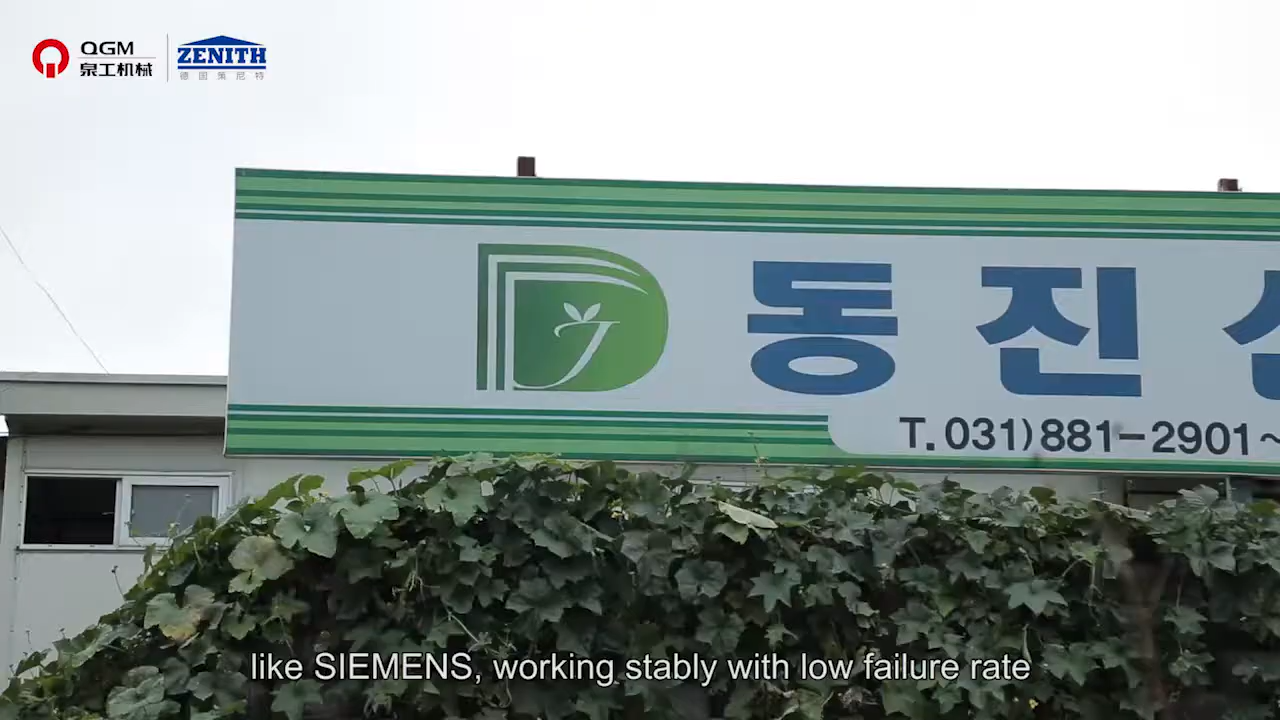 QGM
泉工机械
ZENITH
德国策尼特
동진
T.031)881-2901~
like SIEMENS, working stably with low failure rate